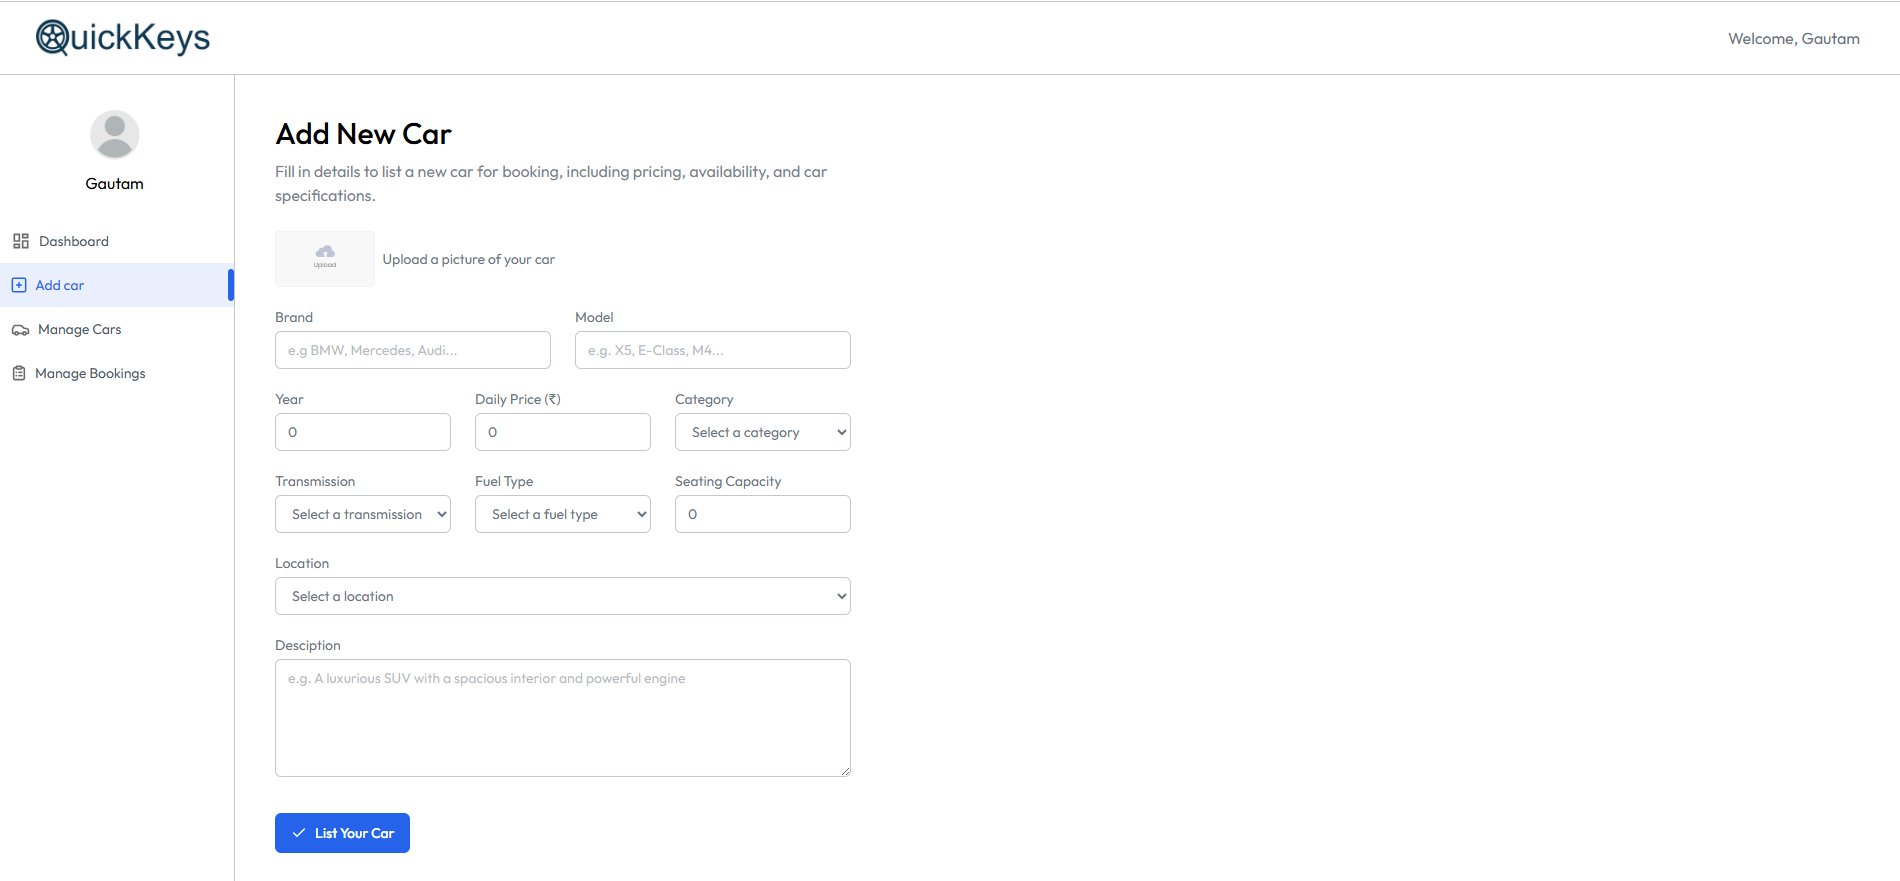 QuickKeys
Welcome, Gautam
Gautam
Dashboard
Add car
Manage Cars
Manage Bookings
Add New Car
Fill in details to list a new car for booking, including pricing, availability, and car
specifications.
Upload
Upload a picture of your car
Brand
Model
e.g BMW, Mercedes, Audi...
e.g. X5, E-Class, M4...
Year
Daily Price (₹)
Category
0
0
Select a category
Transmission
Fuel Type
Seating Capacity
Select a transmission
Select a fuel type
0
Location
Select a location
Desciption
e.g. A luxurious SUV with a spacious interior and powerful engine
List Your Car